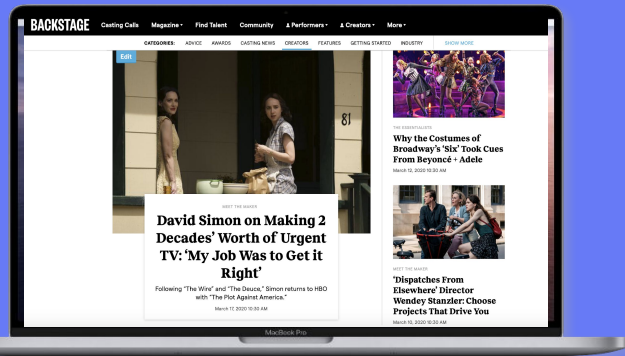 BACKSTAGE Casting Calls Magazine Find Talent Community Performers Creators More
CATEGORIES: ADVICE AWARDS CASTING NEWS CREATORS FEATURES GETTING STARTED INDUSTRY SHOW MORE
Edit
81
MEET THE MAKER
David Simon on Making 2
Decades' Worth of Urgent
TV: 'My Job Was to Get it
Right'
Following "The Wire" and "The Deuce," Simon returns to HBO
with "The Plot Against America."
March 17, 2020 10:30 AM
THE ESSENTIALISTS
Why the Costumes of
Broadway's 'Six' Took Cues
From Beyoncé + Adele
March 12, 2020 10:30 AM
MEET THE MAKER
'Dispatches From
Elsewhere' Director
Wendey Stanzler: Choose
Projects That Drive You
March 10, 2020 10:30 AM
MacBook Pro